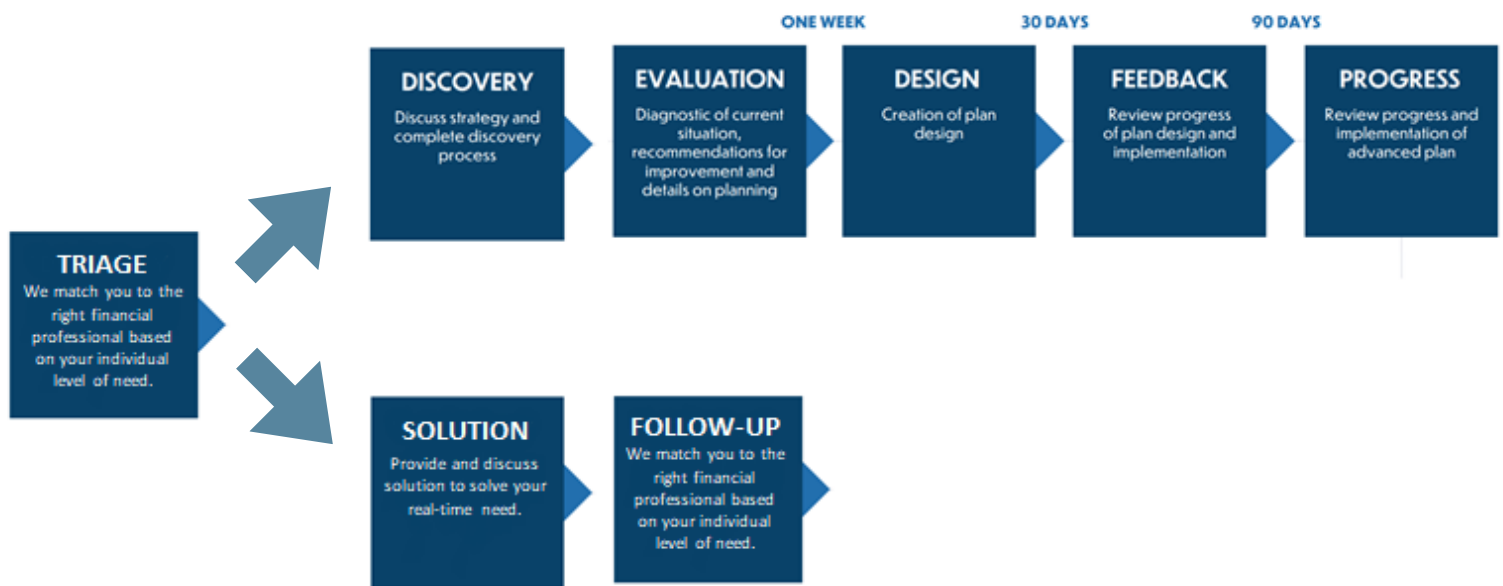 ONE WEEK
30 DAYS
90 DAYS
DISCOVERY
Discuss strategy and
complete discovery
process
EVALUATION
Diagnostic of current
situation,
recommendations for
improvement and
details on planning
DESIGN
Creation of plan
design
FEEDBACK
Review progress
of plan design and
implementation
PROGRESS
Review progress and
implementation of
advanced plan
TRIAGE
We match you to the
right financial
professional based
on your individual
level of need.
SOLUTION
Provide and discuss
solution to solve your
real-time need.
FOLLOW-UP
We match you to the
right financial
professional based
on your individual
level of need.